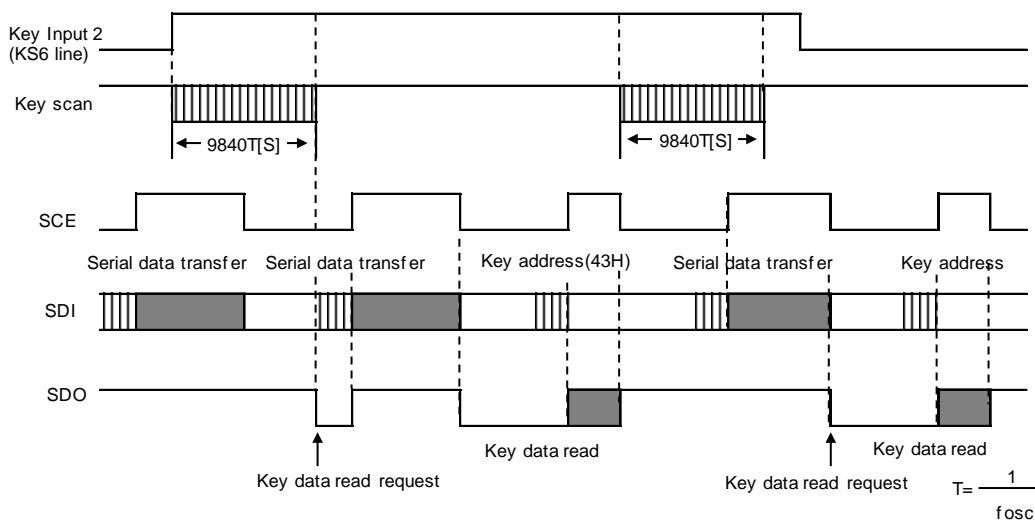 Key Input 2
(KS6 line)
Key scan
9840T[S]
9840T[S]
SCE
Serial data transfer
Serial data transfer
Key address(43H)
Serial data transfer
Key address
SDI
SDO
Key data read
Key data read
Key data read request
Key data read request
T= 1
fosc